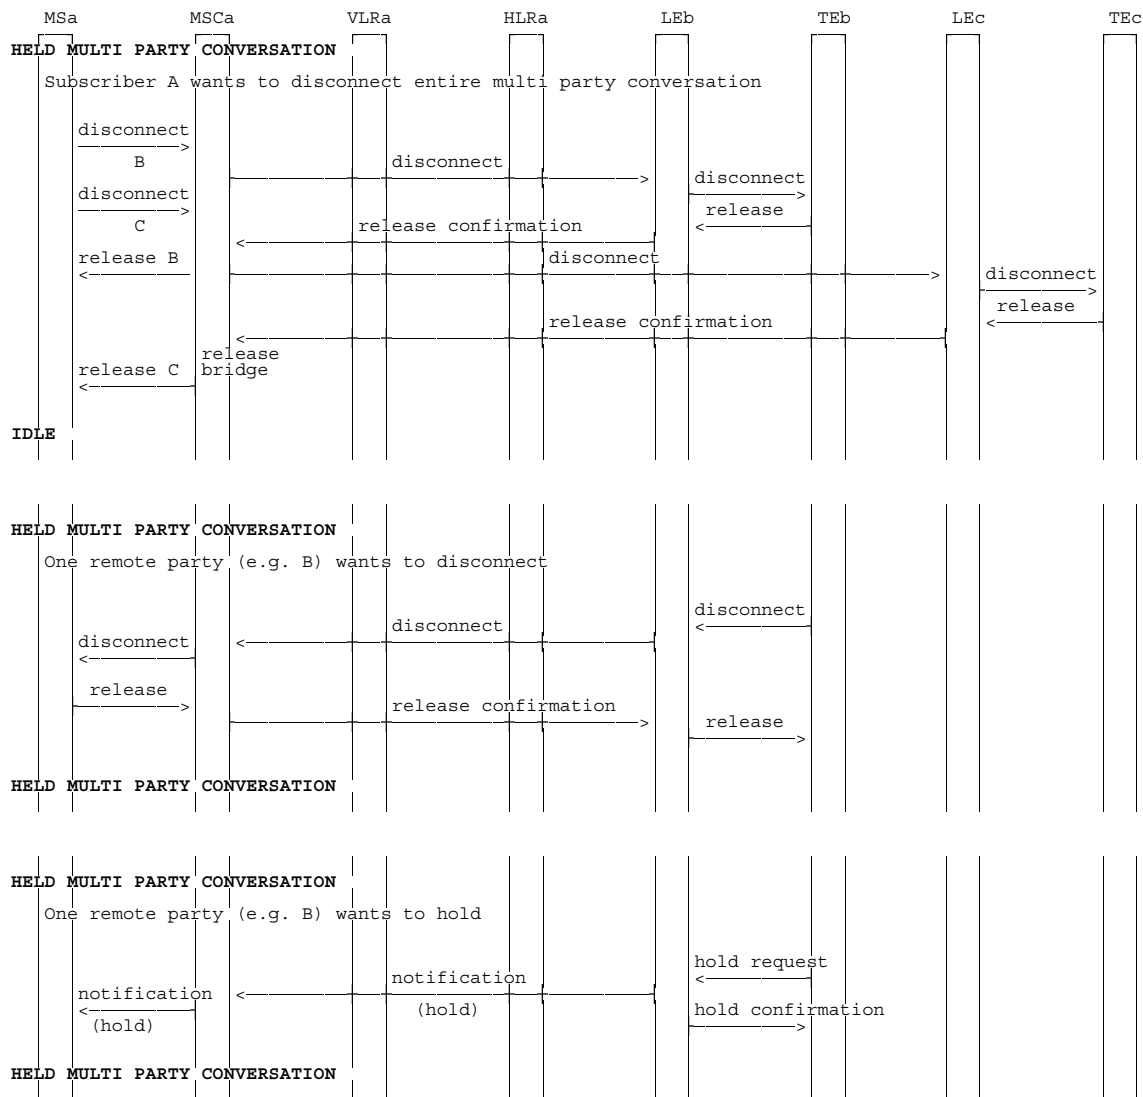 MSa MSCa VLRa HLRa LEb TEb LEc TEc
HELD MULTI PARTY CONVERSATION
Subscriber A wants to disconnect entire multi party conversation
disconnect
B
disconnect
disconnect
disconnect
C
release
release confirmation
release B
disconnect
disconnect
release
release confirmation
release
bridge
release C
IDLE
HELD MULTI PARTY CONVERSATION
One remote party (e.g. B) wants to disconnect
disconnect
disconnect
disconnect
release
release confirmation
release
HELD MULTI PARTY CONVERSATION
HELD MULTI PARTY CONVERSATION
One remote party (e.g. B) wants to hold
hold request
notification
(hold)
notification
(hold)
hold confirmation
HELD MULTI PARTY CONVERSATION